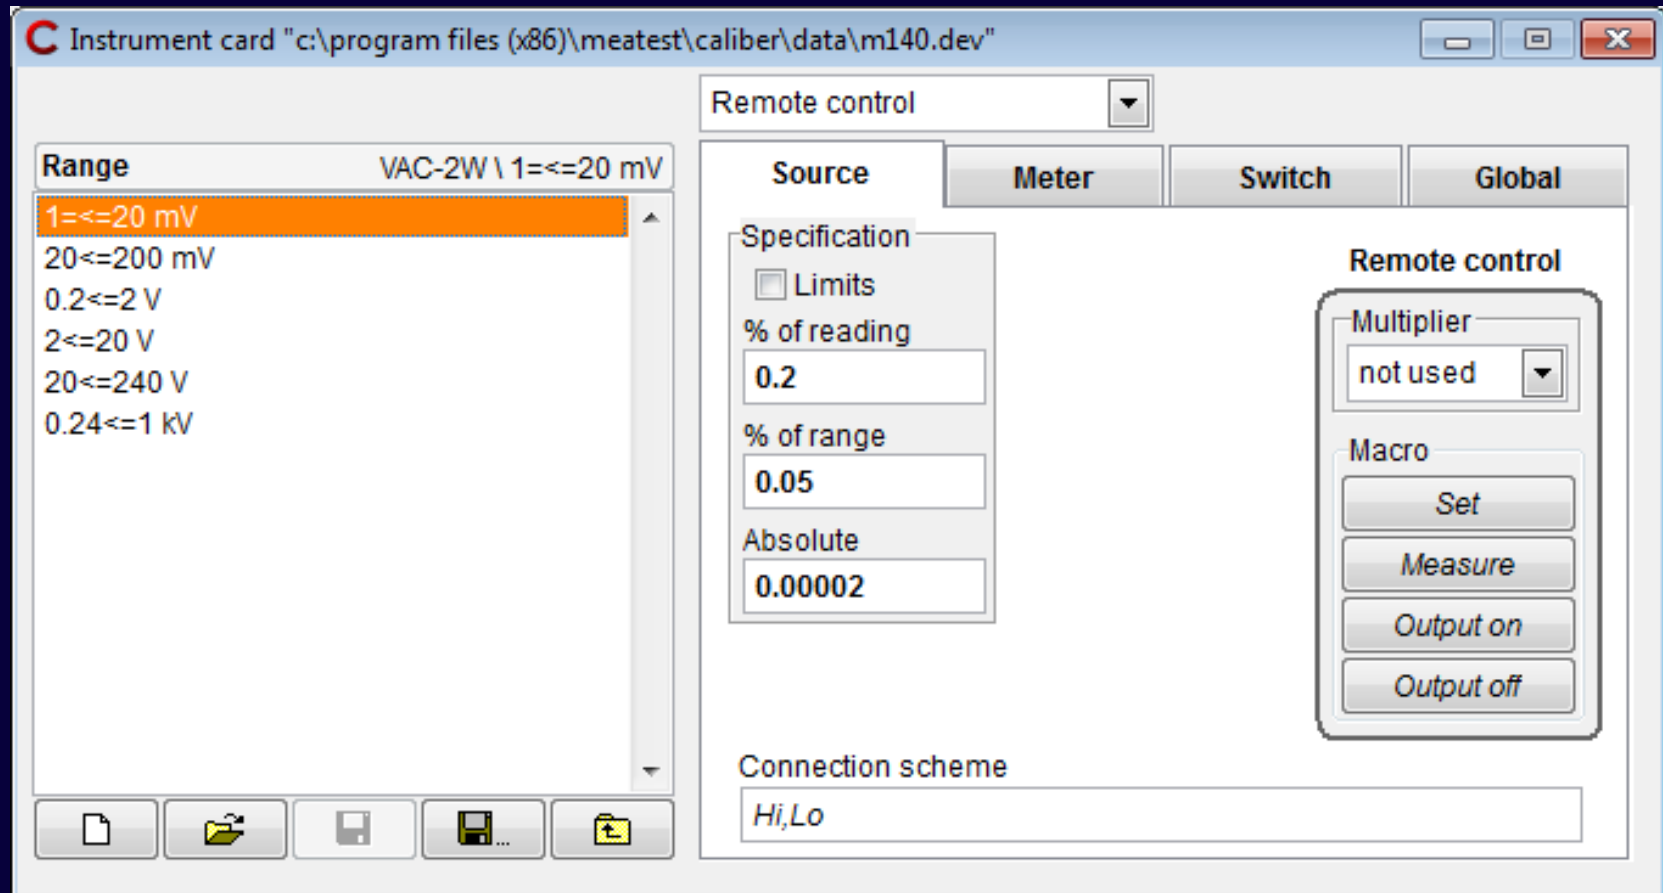 C Instrument card "c:\program files (x86)\meatest\caliber\data\m140.dev"
Remote control
Range VAC-2W \ 1=<=20 mV
1=<=20 mV
20<=200 mV
0.2<=2 V
2<=20 V
20<=240 V
0.24<=1 kV
Source Meter Switch Global
Specification
Limits
% of reading
0.2
% of range
0.05
Absolute
0.00002
Remote control
Multiplier
not used
Macro
Set
Measure
Output on
Output off
Connection scheme
Hi,Lo